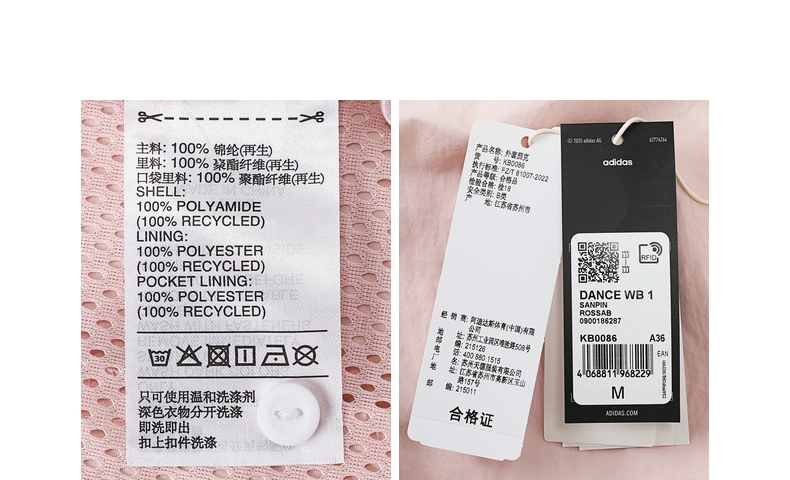 主料: 100% 锦纶(再生)
里料: 100% 聚酯纤维(再生)
口袋里料: 100% 聚酯纤维(再生)
SHELL:
100% POLYAMIDE
(100% RECYCLED)
LINING:
100% POLYESTER
(100% RECYCLED)
POCKET LINING:
100% POLYESTER
(100% RECYCLED)
30
只可使用温和洗涤剂
深色衣物分开洗涤
即洗即出
扣上扣件洗涤
产品名称: 外套茄克
货 号: KB0086
执行标准: FZ/T 81007-2022
产品等级: 合格品
检验合格: 检18
安全类别: B类
产 地: 江苏省苏州市
经 销 商: 阿迪达斯体育(中国)有限公司
地 址: 苏州工业园区唯胜路508号
邮 编: 215126
电 话: 400 880 1515
厂 名: 苏州天源服装有限公司
地 址: 江苏省苏州市高新区玉山路157号
邮 编: 215011
合格证
© 2025 adidas AG
62774264
adidas
RFID
DANCE WB 1
SANPIN
ROSSAB
0900186287
KB0086 A36
EAN
4 068811 968229
M
ADIDAS.COM